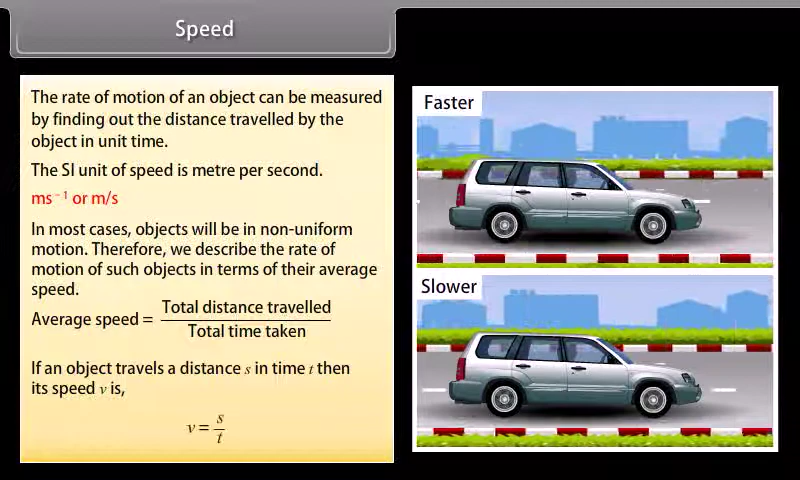 Speed
The rate of motion of an object can be measured
by finding out the distance travelled by the
object in unit time.
The SI unit of speed is metre per second.
ms⁻¹ or m/s
In most cases, objects will be in non-uniform
motion. Therefore, we describe the rate of
motion of such objects in terms of their average
speed.
Average speed = Total distance travelled / Total time taken
If an object travels a distance s in time t then
its speed v is,
v = s / t
Faster
Slower